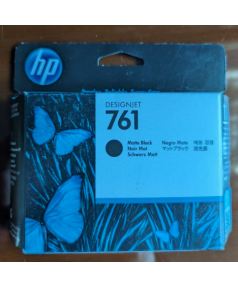 hp
DESIGNJET
761
Matte Black
Noir Mat
Schwarz Matt
Negro Mate
マットブラック